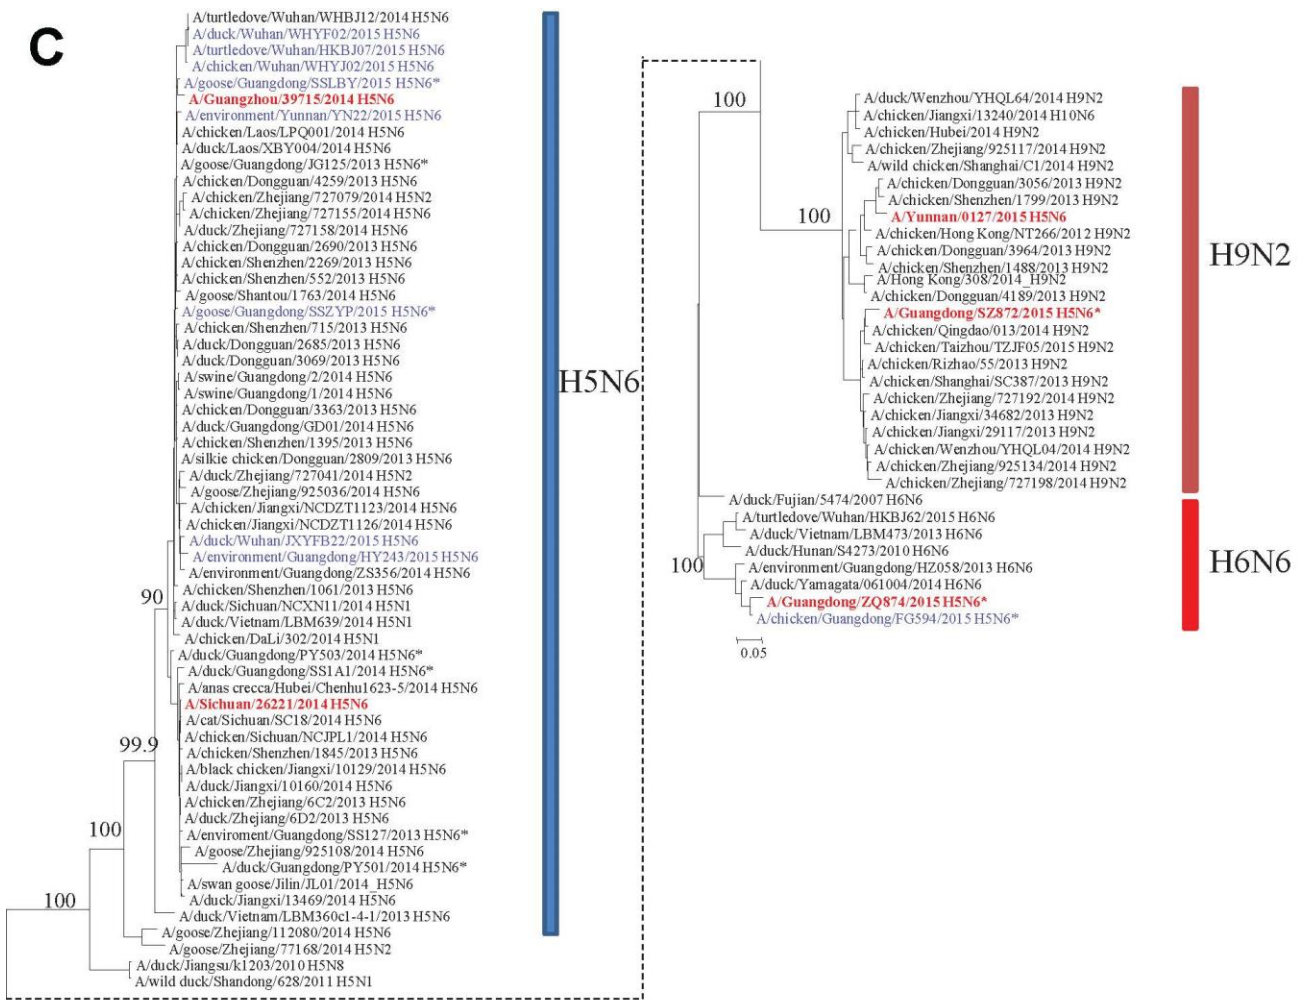 C
A/turtledove/Wuhan/WHBJ12/2014 H5N6
A/duck/Wuhan/WHYF02/2015 H5N6
A/turtledove/Wuhan/HKBJ07/2015 H5N6
A/chicken/Wuhan/WHYJ02/2015 H5N6
A/goose/Guangdong/SSLBY/2015 H5N6*
A/Guangzhou/39715/2014 H5N6
A/environment/Yunnan/YN22/2015 H5N6
A/chicken/Laos/LPQ001/2014 H5N6
A/duck/Laos/XBY004/2014 H5N6
A/goose/Guangdong/JG125/2013 H5N6*
A/chicken/Dongguan/4259/2013 H5N6
A/chicken/Zhejiang/727079/2014 H5N2
A/chicken/Zhejiang/727155/2014 H5N6
A/duck/Zhejiang/727158/2014 H5N6
A/chicken/Dongguan/2690/2013 H5N6
A/chicken/Shenzhen/2269/2013 H5N6
A/chicken/Shenzhen/552/2013 H5N6
A/goose/Shantou/1763/2014 H5N6
A/goose/Guangdong/SSZYP/2015 H5N6*
A/chicken/Shenzhen/715/2013 H5N6
A/duck/Dongguan/2685/2013 H5N6
A/duck/Dongguan/3069/2013 H5N6
A/swine/Guangdong/2/2014 H5N6
A/swine/Guangdong/1/2014 H5N6
A/chicken/Dongguan/3363/2013 H5N6
A/duck/Guangdong/GD01/2014 H5N6
A/chicken/Shenzhen/1395/2013 H5N6
A/silkie chicken/Dongguan/2809/2013 H5N6
A/duck/Zhejiang/727041/2014 H5N2
A/goose/Zhejiang/925036/2014 H5N6
A/chicken/Jiangxi/NCDZT1123/2014 H5N6
A/chicken/Jiangxi/NCDZT1126/2014 H5N6
A/duck/Wuhan/JXYFB22/2015 H5N6
A/environment/Guangdong/HY243/2015 H5N6
A/environment/Guangdong/ZS356/2014 H5N6
A/chicken/Shenzhen/1061/2013 H5N6
A/duck/Sichuan/NCXN11/2014 H5N1
A/duck/Vietnam/LBM639/2014 H5N1
A/chicken/DaLi/302/2014 H5N1
A/duck/Guangdong/PY503/2014 H5N6*
A/duck/Guangdong/SS1A1/2014 H5N6*
A/anas crecca/Hubei/Chenhu1623-5/2014 H5N6
A/Sichuan/26221/2014 H5N6
A/cat/Sichuan/SC18/2014 H5N6
A/chicken/Sichuan/NCJPL1/2014 H5N6
A/chicken/Shenzhen/1845/2013 H5N6
A/black chicken/Jiangxi/10129/2014 H5N6
A/duck/Jiangxi/10160/2014 H5N6
A/chicken/Zhejiang/6C2/2013 H5N6
A/duck/Zhejiang/6D2/2013 H5N6
A/enviroment/Guangdong/SS127/2013 H5N6*
A/goose/Zhejiang/925108/2014 H5N6
A/duck/Guangdong/PY501/2014 H5N6*
A/swan goose/Jilin/JL01/2014_H5N6
A/duck/Jiangxi/13469/2014 H5N6
A/duck/Vietnam/LBM360c1-4-1/2013 H5N6
A/goose/Zhejiang/112080/2014 H5N6
A/goose/Zhejiang/77168/2014 H5N2
A/duck/Jiangsu/k1203/2010 H5N8
A/wild duck/Shandong/628/2011 H5N1
90
99.9
100
100
H5N6
100
100
100
A/duck/Wenzhou/YHQL64/2014 H9N2
A/chicken/Jiangxi/13240/2014 H10N6
A/chicken/Hubei/2014 H9N2
A/chicken/Zhejiang/925117/2014 H9N2
A/wild chicken/Shanghai/C1/2014 H9N2
A/chicken/Dongguan/3056/2013 H9N2
A/chicken/Shenzhen/1799/2013 H9N2
A/Yunnan/0127/2015 H5N6
A/chicken/Hong Kong/NT266/2012 H9N2
A/chicken/Dongguan/3964/2013 H9N2
A/chicken/Shenzhen/1488/2013 H9N2
A/Hong Kong/308/2014_H9N2
A/chicken/Dongguan/4189/2013 H9N2
A/Guangdong/SZ872/2015 H5N6*
A/chicken/Qingdao/013/2014 H9N2
A/chicken/Taizhou/TZJF05/2015 H9N2
A/chicken/Rizhao/55/2013 H9N2
A/chicken/Shanghai/SC387/2013 H9N2
A/chicken/Zhejiang/727192/2014 H9N2
A/chicken/Jiangxi/34682/2013 H9N2
A/chicken/Jiangxi/29117/2013 H9N2
A/chicken/Wenzhou/YHQL04/2014 H9N2
A/chicken/Zhejiang/925134/2014 H9N2
A/chicken/Zhejiang/727198/2014 H9N2
A/duck/Fujian/5474/2007 H6N6
A/turtledove/Wuhan/HKBJ62/2015 H6N6
A/duck/Vietnam/LBM473/2013 H6N6
A/duck/Hunan/S4273/2010 H6N6
A/environment/Guangdong/HZ058/2013 H6N6
A/duck/Yamagata/061004/2014 H6N6
A/Guangdong/ZQ874/2015 H5N6*
A/chicken/Guangdong/FG594/2015 H5N6*
0.05
H9N2
H6N6